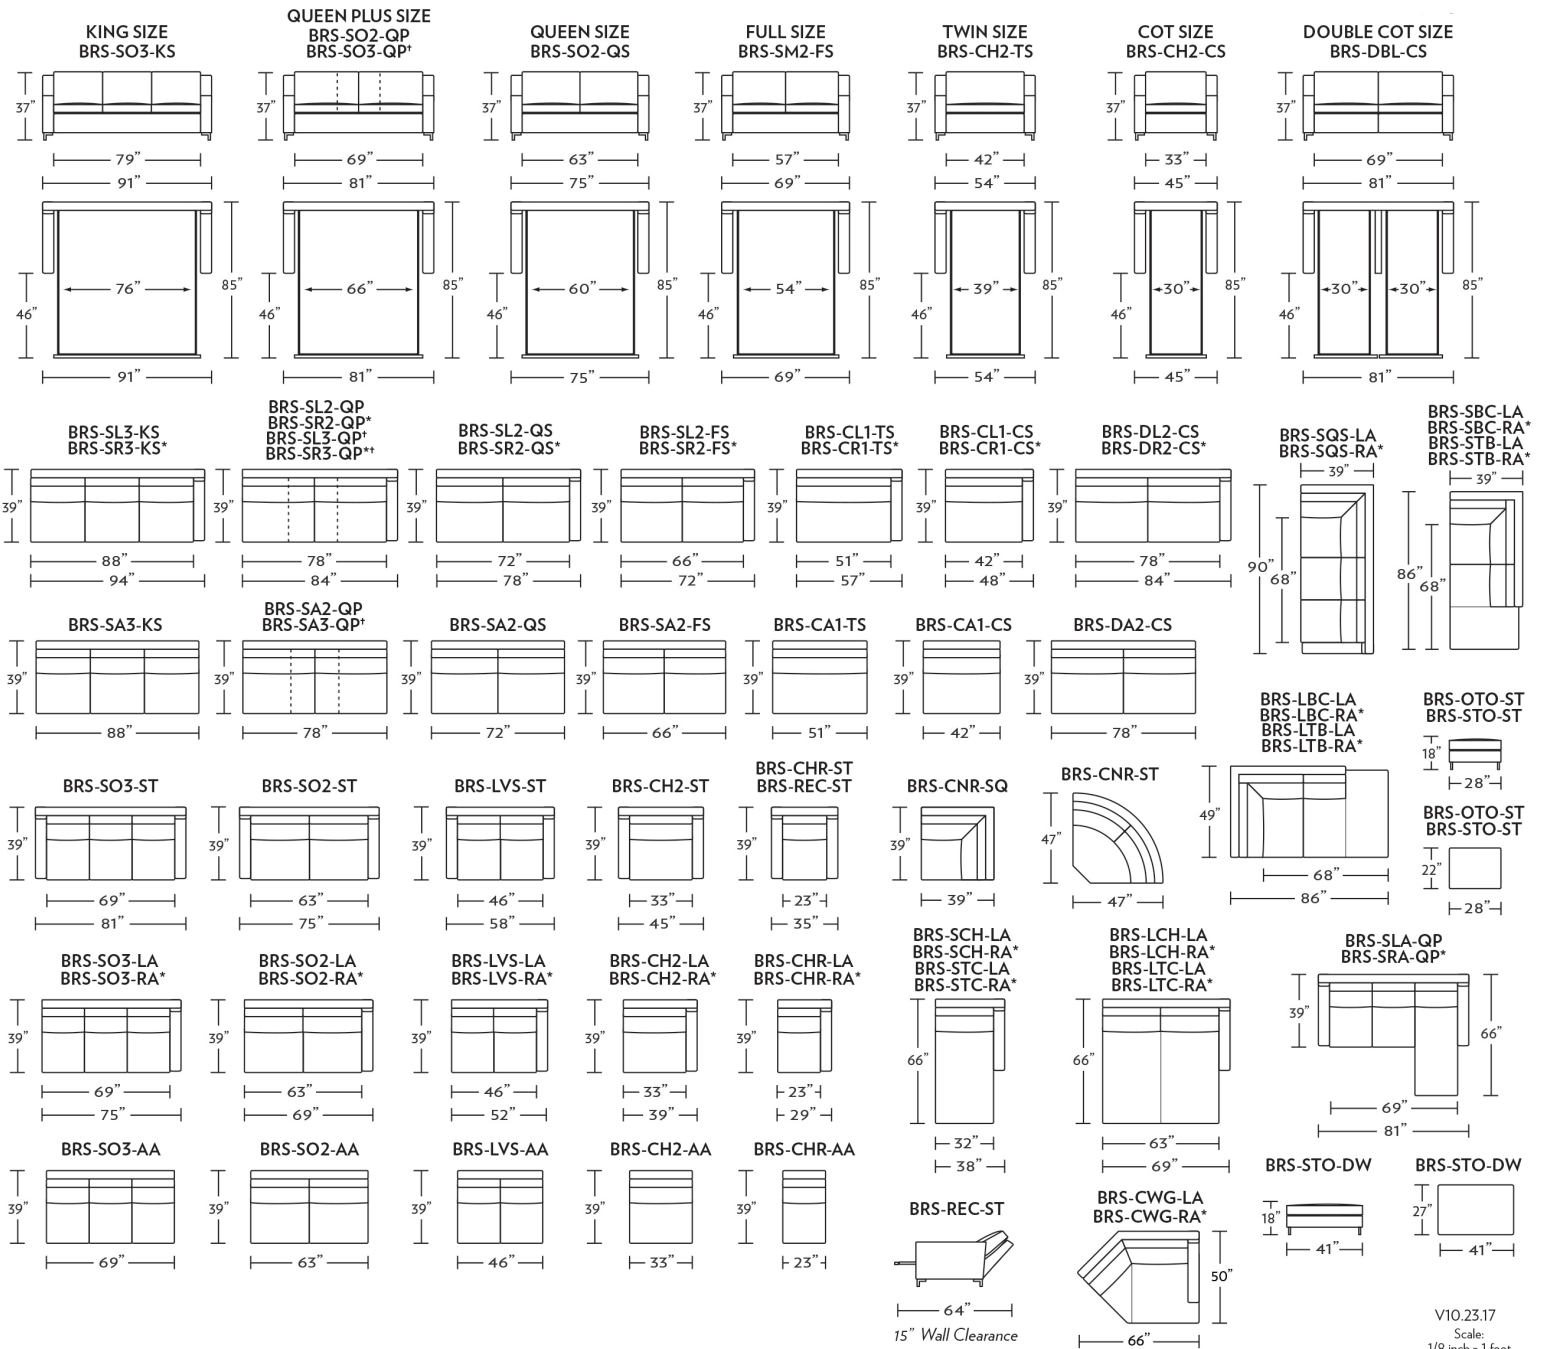 KING SIZE
BRS-SO3-KS
QUEEN PLUS SIZE
BRS-SO2-QP
BRS-SO3-QP†
QUEEN SIZE
BRS-SO2-QS
FULL SIZE
BRS-SM2-FS
TWIN SIZE
BRS-CH2-TS
COT SIZE
BRS-CH2-CS
DOUBLE COT SIZE
BRS-DBL-CS
37” 37” 37” 37” 37” 37” 37”
79” 69” 63” 57” 42” 33” 69”
91” 81” 75” 69” 54” 45” 81”
76” 85” 66” 85” 60” 85” 54” 85” 39” 85” 30” 85” 30” 30” 85”
46” 46” 46” 46” 46” 46” 46”
91” 81” 75” 69” 54” 45” 81”
BRS-SL3-KS
BRS-SR3-KS*
BRS-SL2-QP
BRS-SR2-QP*
BRS-SL3-QP†
BRS-SR3-QP*†
BRS-SL2-QS
BRS-SR2-QS*
BRS-SL2-FS
BRS-SR2-FS*
BRS-CL1-TS
BRS-CR1-TS*
BRS-CL1-CS
BRS-CR1-CS*
BRS-DL2-CS
BRS-DR2-CS*
39” 39” 39” 39” 39” 39” 39”
88” 78” 72” 66” 51” 42” 78”
94” 84” 78” 72” 57” 48” 84”
BRS-SQS-LA
BRS-SQS-RA*
39”
90” 68”
BRS-SBC-LA
BRS-SBC-RA*
BRS-STB-LA
BRS-STB-RA*
39”
86” 68”
BRS-SA3-KS
BRS-SA2-QP
BRS-SA3-QP†
BRS-SA2-QS
BRS-SA2-FS
BRS-CA1-TS
BRS-CA1-CS
BRS-DA2-CS
39” 39” 39” 39” 39” 39” 39”
88” 78” 72” 66” 51” 42” 78”
BRS-LBC-LA
BRS-LBC-RA*
BRS-LTB-LA
BRS-LTB-RA*
49”
68”
86”
BRS-OTO-ST
BRS-STO-ST
18”
28”
BRS-OTO-ST
BRS-STO-ST
22”
28”
BRS-SO3-ST
BRS-SO2-ST
BRS-LVS-ST
BRS-CH2-ST
BRS-CHR-ST
BRS-REC-ST
39” 39” 39” 39” 39”
69” 63” 46” 33” 23”
81” 75” 58” 45” 35”
BRS-CNR-SQ
39”
39”
BRS-CNR-ST
47”
47”
BRS-SO3-LA
BRS-SO3-RA*
BRS-SO2-LA
BRS-SO2-RA*
BRS-LVS-LA
BRS-LVS-RA*
BRS-CH2-LA
BRS-CH2-RA*
BRS-CHR-LA
BRS-CHR-RA*
39” 39” 39” 39” 39”
69” 63” 46” 33” 23”
75” 69” 52” 39” 29”
BRS-SCH-LA
BRS-SCH-RA*
BRS-STC-LA
BRS-STC-RA*
66”
32”
38”
BRS-LCH-LA
BRS-LCH-RA*
BRS-LTC-LA
BRS-LTC-RA*
66”
63”
69”
BRS-SLA-QP
BRS-SRA-QP*
39” 66”
69”
81”
BRS-SO3-AA
BRS-SO2-AA
BRS-LVS-AA
BRS-CH2-AA
BRS-CHR-AA
39” 39” 39” 39” 39”
69” 63” 46” 33” 23”
BRS-REC-ST
64”
15” Wall Clearance
BRS-CWG-LA
BRS-CWG-RA*
50”
66”
BRS-STO-DW
18”
41”
BRS-STO-DW
27”
41”
V10.23.17
Scale:
1/8 inch = 1 foot